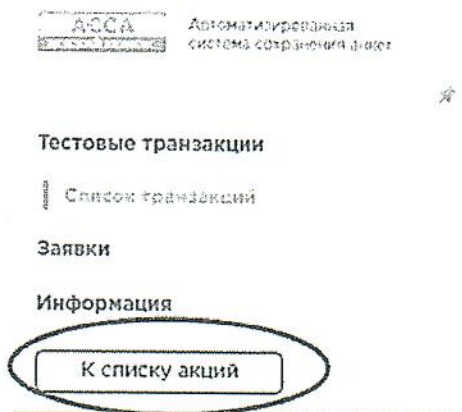 АССА
Автоматизированная
система сохранения анкет
Тестовые транзакции
Список транзакций
Заявки
Информация
К списку акций